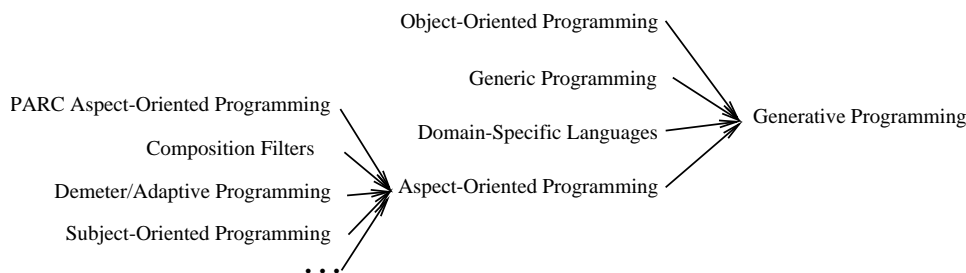 Object-Oriented Programming
Generic Programming
PARC Aspect-Oriented Programming
Generative Programming
Domain-Specific Languages
Composition Filters
Demeter/Adaptive Programming
Aspect-Oriented Programming
Subject-Oriented Programming
...